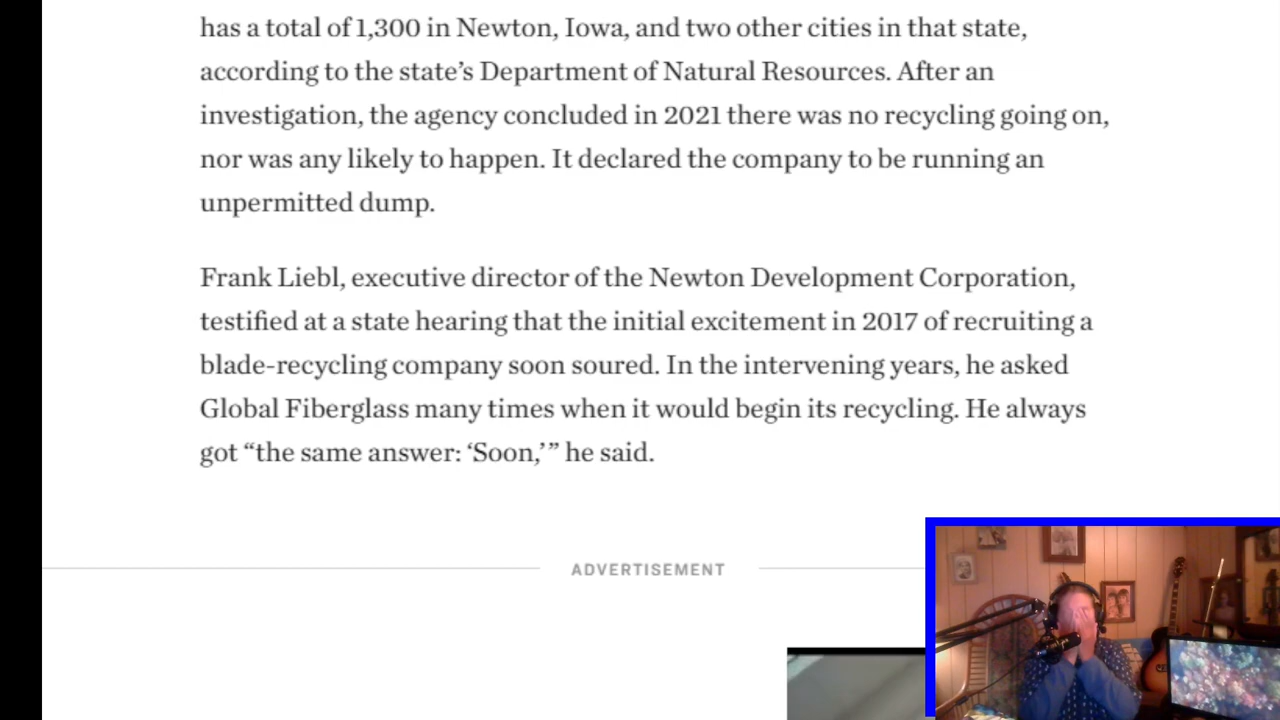 has a total of 1,300 in Newton, Iowa, and two other cities in that state,
according to the state’s Department of Natural Resources. After an
investigation, the agency concluded in 2021 there was no recycling going on,
nor was any likely to happen. It declared the company to be running an
unpermitted dump.
Frank Liebl, executive director of the Newton Development Corporation,
testified at a state hearing that the initial excitement in 2017 of recruiting a
blade-recycling company soon soured. In the intervening years, he asked
Global Fiberglass many times when it would begin its recycling. He always
got “the same answer: ‘Soon,’” he said.
ADVERTISEMENT